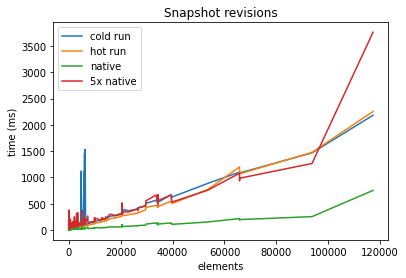 Snapshot revisions
cold run
hot run
native
5x native
time (ms)
3500
3000
2500
2000
1500
1000
500
0
0 20000 40000 60000 80000 100000 120000
elements